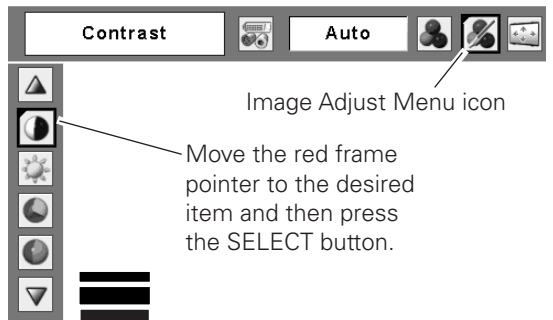 Contrast
Auto
Image Adjust Menu icon
Move the red frame
pointer to the desired
item and then press
the SELECT button.